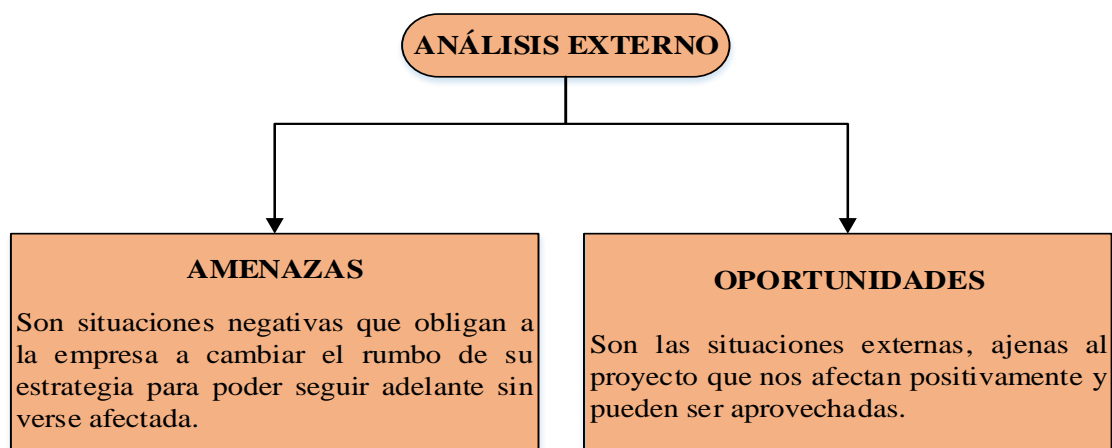 ANÁLISIS EXTERNO
AMENAZAS
Son situaciones negativas que obligan a
la empresa a cambiar el rumbo de su
estrategia para poder seguir adelante sin
verse afectada.
OPORTUNIDADES
Son las situaciones externas, ajenas al
proyecto que nos afectan positivamente y
pueden ser aprovechadas.